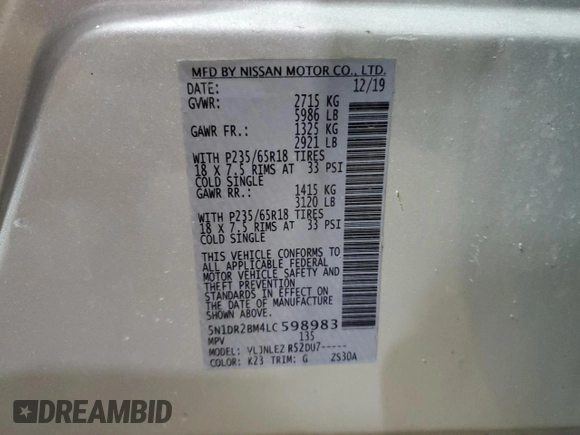 MFD BY NISSAN MOTOR CO., LTD.
DATE: 12/19
GVWR: 2715 KG
5986 LB
GAWR FR.: 1325 KG
2921 LB
WITH P235/65R18 TIRES
18 X 7.5 RIMS AT 33 PSI
COLD SINGLE
GAWR RR.: 1415 KG
3120 LB
WITH P235/65R18 TIRES
18 X 7.5 RIMS AT 33 PSI
COLD SINGLE
THIS VEHICLE CONFORMS TO
ALL APPLICABLE FEDERAL
MOTOR VEHICLE SAFETY AND
THEFT PREVENTION
STANDARDS IN EFFECT ON
THE DATE OF MANUFACTURE
SHOWN ABOVE.
5N1DR2BM4LC598983
MPV 135
MODEL: YLJNLEZ R52DU7-----
COLOR: K23 TRIM: G ZS30A
DREAMBID